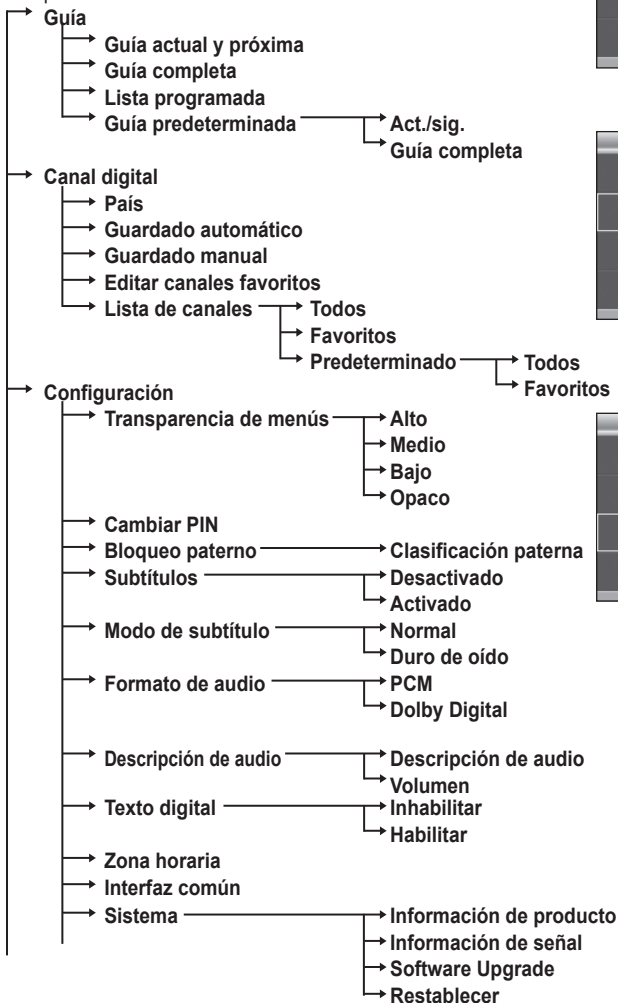 Guía
Guía actual y próxima
Guía completa
Lista programada
Guía predeterminada Act./sig.
Guía completa
Canal digital
País
Guardado automático
Guardado manual
Editar canales favoritos
Lista de canales Todos
Favoritos
Predeterminado Todos
Favoritos
Configuración
Transparencia de menús Alto
Medio
Bajo
Opaco
Cambiar PIN
Bloqueo paterno Clasificación paterna
Subtítulos Desactivado
Activado
Modo de subtítulo Normal
Duro de oído
Formato de audio PCM
Dolby Digital
Descripción de audio Descripción de audio
Volumen
Texto digital Inhabilitar
Habilitar
Zona horaria
Interfaz común
Sistema Información de producto
Información de señal
Software Upgrade
Restablecer